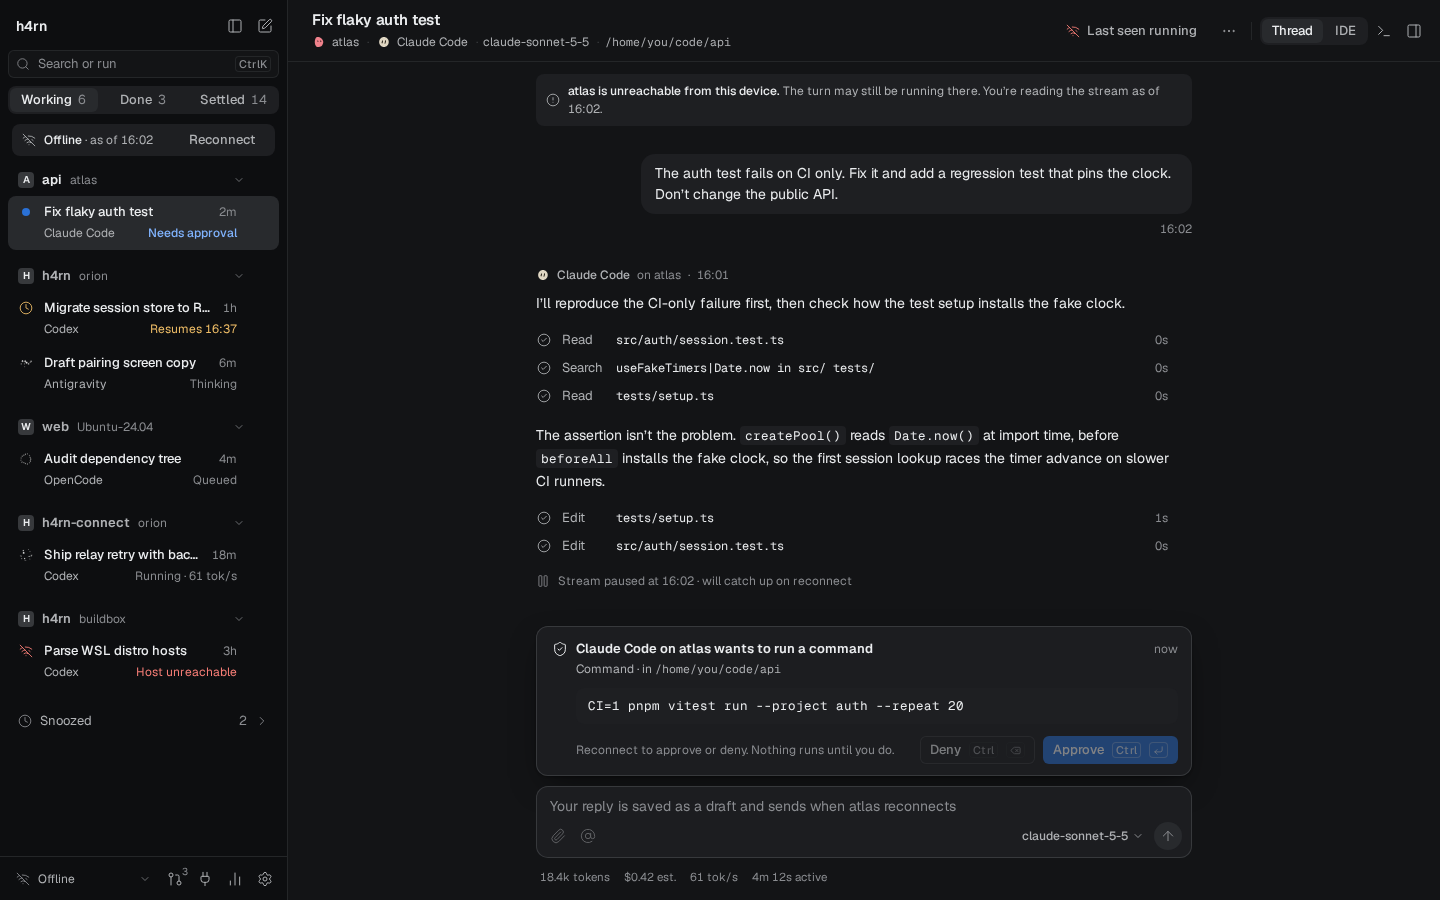 h4rn
Search or run CtrlK
Working 6 Done 3 Settled 14
Offline · as of 16:02 Reconnect
A api atlas
Fix flaky auth test 2m
Claude Code Needs approval
H h4rn orion
Migrate session store to R... 1h
Codex Resumes 16:37
Draft pairing screen copy 6m
Antigravity Thinking
W web Ubuntu-24.04
Audit dependency tree 4m
OpenCode Queued
H h4rn-connect orion
Ship relay retry with bac... 18m
Codex Running · 61 tok/s
H h4rn buildbox
Parse WSL distro hosts 3h
Codex Host unreachable
Snoozed 2
Offline 3
Fix flaky auth test
atlas · Claude Code · claude-sonnet-5-5 · /home/you/code/api
Last seen running ··· Thread IDE
atlas is unreachable from this device. The turn may still be running there. You’re reading the stream as of
16:02.
The auth test fails on CI only. Fix it and add a regression test that pins the clock.
Don’t change the public API.
16:02
Claude Code on atlas · 16:01
I’ll reproduce the CI-only failure first, then check how the test setup installs the fake clock.
Read src/auth/session.test.ts 0s
Search useFakeTimers|Date.now in src/ tests/ 0s
Read tests/setup.ts 0s
The assertion isn’t the problem. createPool() reads Date.now() at import time, before
beforeAll installs the fake clock, so the first session lookup races the timer advance on slower
CI runners.
Edit tests/setup.ts 1s
Edit src/auth/session.test.ts 0s
Stream paused at 16:02 · will catch up on reconnect
Claude Code on atlas wants to run a command now
Command · in /home/you/code/api
CI=1 pnpm vitest run --project auth --repeat 20
Reconnect to approve or deny. Nothing runs until you do. Deny Ctrl ⌫ Approve Ctrl ↵
Your reply is saved as a draft and sends when atlas reconnects
claude-sonnet-5-5
18.4k tokens $0.42 est. 61 tok/s 4m 12s active